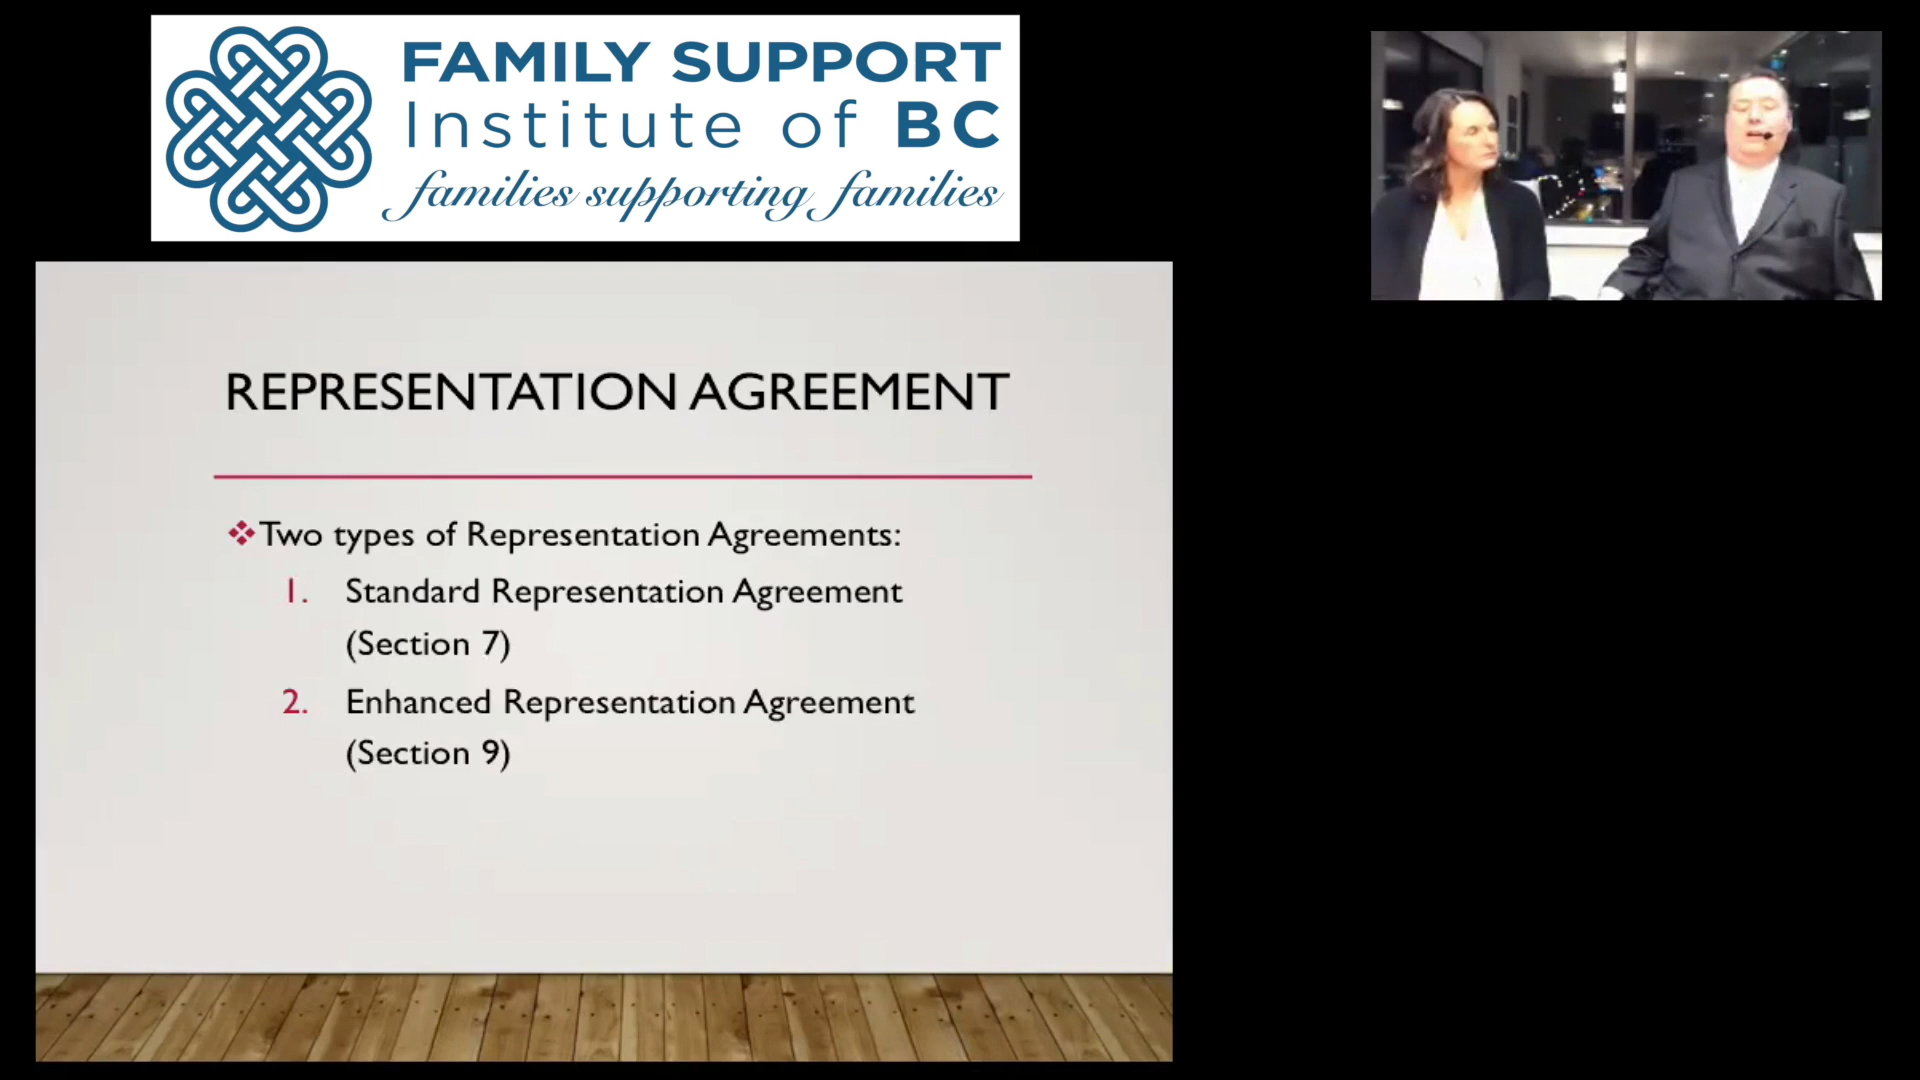 FAMILY SUPPORT
Institute of BC
families supporting families
REPRESENTATION AGREEMENT
❖Two types of Representation Agreements:
1. Standard Representation Agreement
(Section 7)
2. Enhanced Representation Agreement
(Section 9)